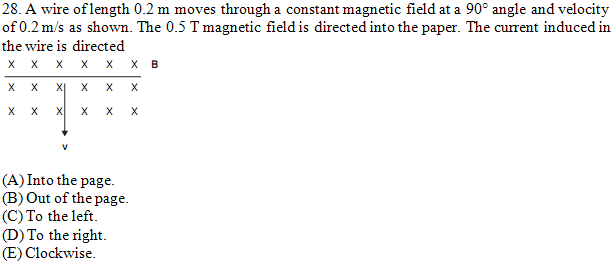 28. A wire of length 0.2 m moves through a constant magnetic field at a 90° angle and velocity
of 0.2 m/s as shown. The 0.5 T magnetic field is directed into the paper. The current induced in
the wire is directed
X X X X X X B
X X X X X X
X X X X X X
v
(A) Into the page.
(B) Out of the page.
(C) To the left.
(D) To the right.
(E) Clockwise.